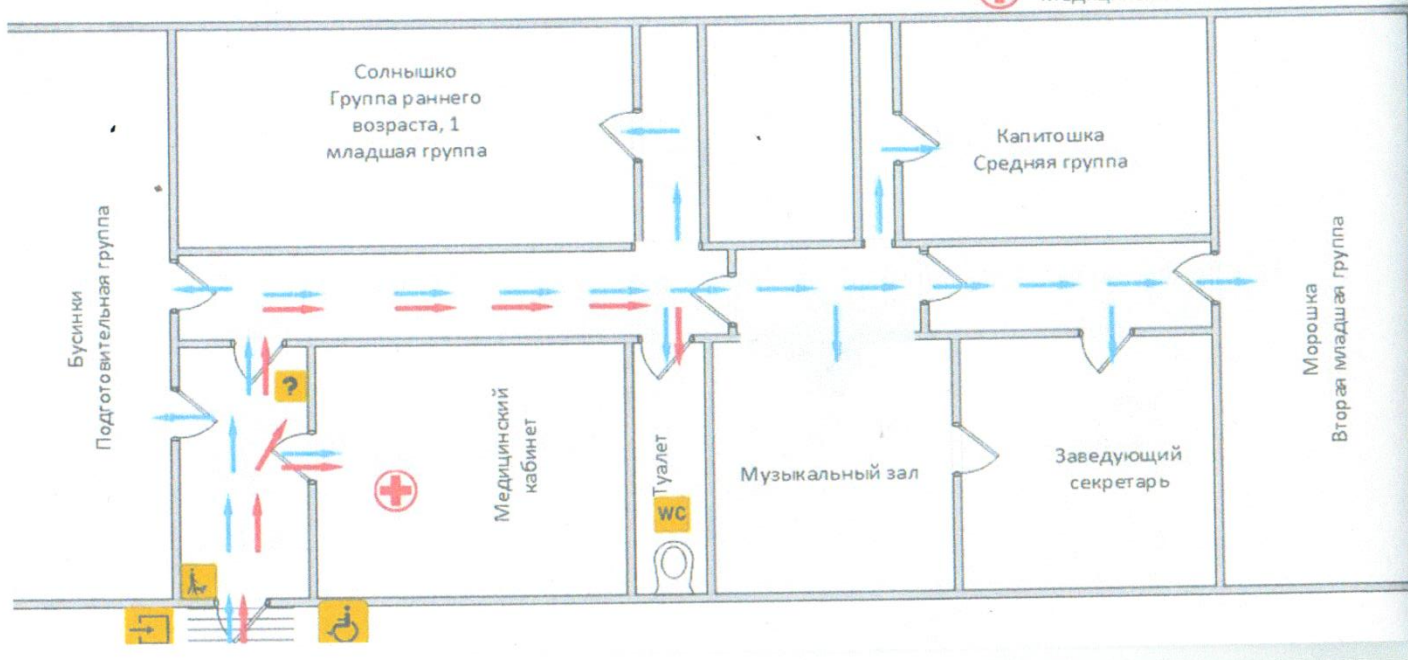 Солнышко
Группа раннего
возраста, 1
младшая группа
Капитошка
Средняя группа
Бусинки
Подготовительная группа
Морошка
Вторая младшая группа
?
Медицинский
кабинет
Туалет
WC
Музыкальный зал
Заведующий
секретарь